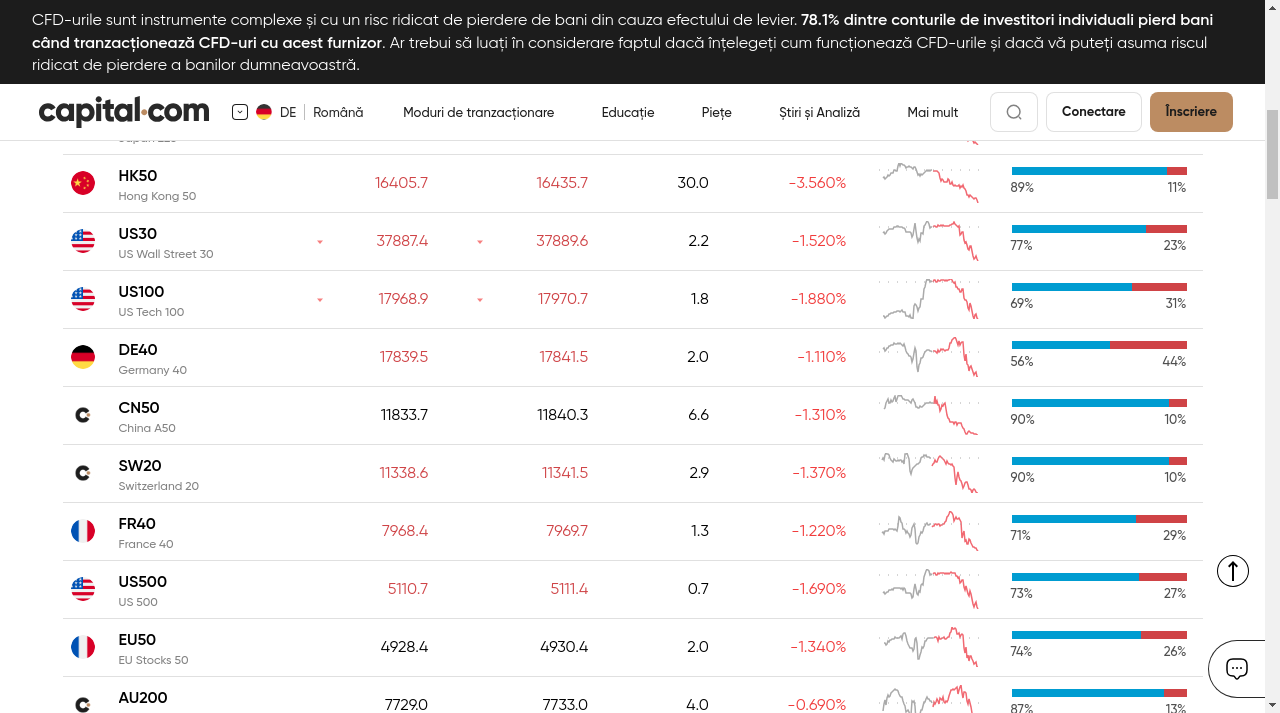 CFD-urile sunt instrumente complexe și cu un risc ridicat de pierdere de bani din cauza efectului de levier. 78.1% dintre conturile de investitori individuali pierd bani
când tranzacționează CFD-uri cu acest furnizor. Ar trebui să luați în considerare faptul dacă înțelegeți cum funcționează CFD-urile și dacă vă puteți asuma riscul
ridicat de pierdere a banilor dumneavoastră.
capital.com DE Română Moduri de tranzacționare Educație Piețe Știri și Analiză Mai mult Conectare Înscriere
HK50 16405.7 16435.7 30.0 -3.560% 89% 11%
Hong Kong 50
US30 37887.4 37889.6 2.2 -1.520% 77% 23%
US Wall Street 30
US100 17968.9 17970.7 1.8 -1.880% 69% 31%
US Tech 100
DE40 17839.5 17841.5 2.0 -1.110% 56% 44%
Germany 40
CN50 11833.7 11840.3 6.6 -1.310% 90% 10%
China A50
SW20 11338.6 11341.5 2.9 -1.370% 90% 10%
Switzerland 20
FR40 7968.4 7969.7 1.3 -1.220% 71% 29%
France 40
US500 5110.7 5111.4 0.7 -1.690% 73% 27%
US 500
EU50 4928.4 4930.4 2.0 -1.340% 74% 26%
EU Stocks 50
AU200 7729.0 7733.0 4.0 -0.690% 87% 13%